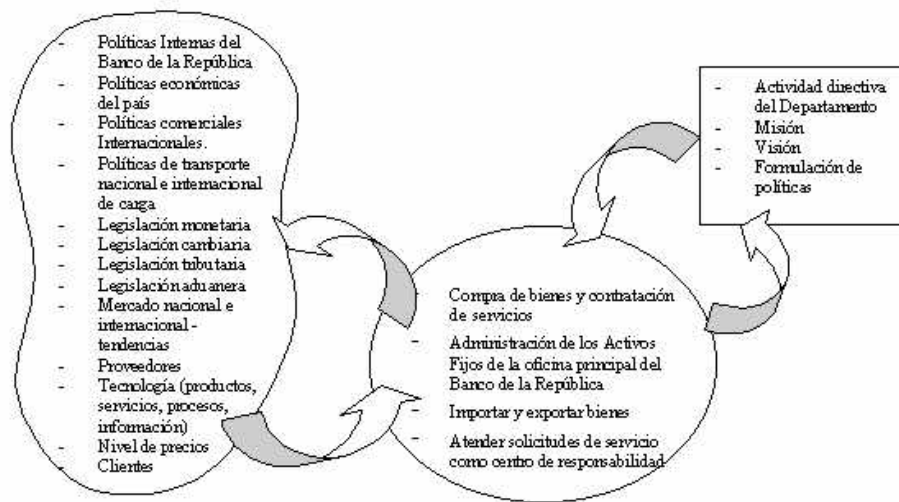 - Políticas Internas del
Banco de la República
- Políticas económicas
del país
- Políticas comerciales
Internacionales.
- Políticas de transporte
nacional e internacional
de carga
- Legislación monetaria
- Legislación cambiaria
- Legislación tributaria
- Legislación aduanera
- Mercado nacional e
internacional -
tendencias
- Proveedores
- Tecnología (productos,
servicios, procesos,
información)
- Nivel de precios
- Clientes
- Compra de bienes y contratación
de servicios
- Administración de los Activos
Fijos de la oficina principal del
Banco de la República
- Importar y exportar bienes
- Atender solicitudes de servicio
como centro de responsabilidad
- Actividad directiva
del Departamento
- Misión
- Visión
- Formulación de
políticas